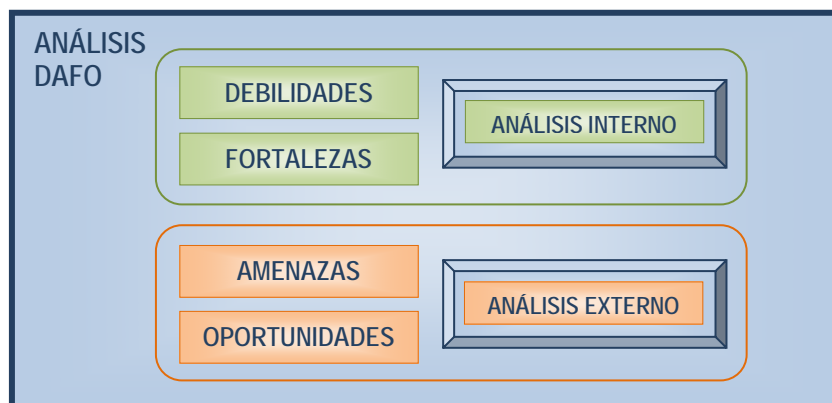 ANÁLISIS
DAFO
DEBILIDADES
FORTALEZAS
ANÁLISIS INTERNO
AMENAZAS
OPORTUNIDADES
ANÁLISIS EXTERNO